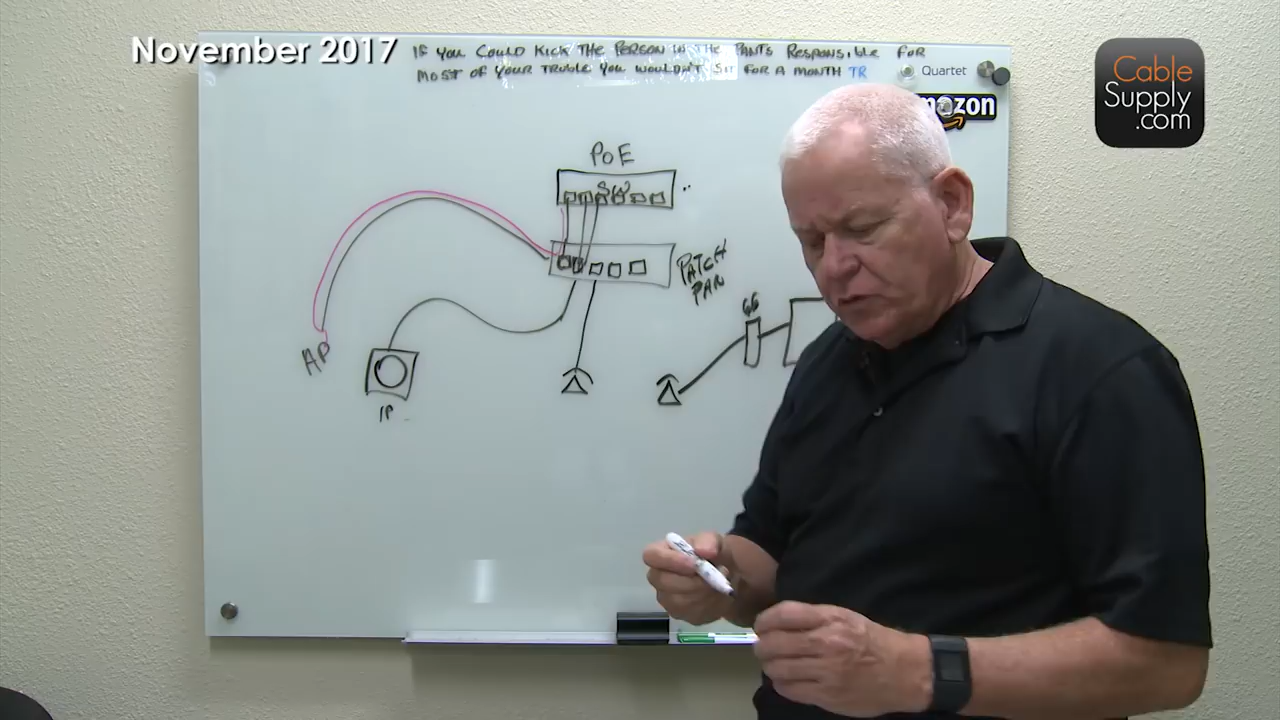 November 2017
IF YOU COULD KICK THE PERSON IN THE PANTS RESPONSIBLE FOR
MOST OF YOUR TROUBLE YOU WOULDN'T SIT FOR A MONTH TR
Quartet
Cable
Supply
.com
mazon
POE
SW
PATCH
PAN
66
AP
IP